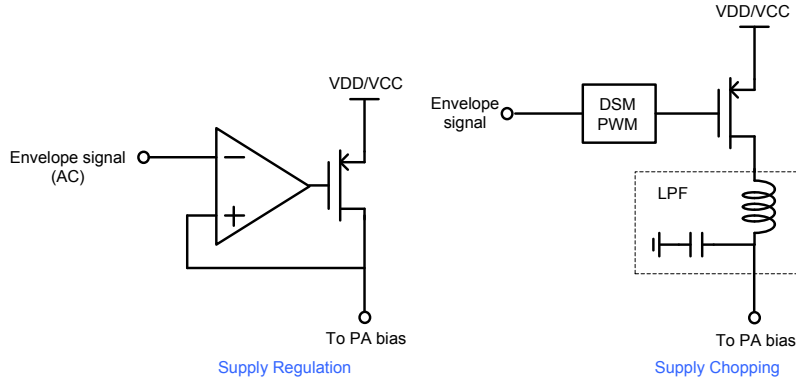 VDD/VCC
Envelope signal
(AC)
−
+
To PA bias
Supply Regulation
VDD/VCC
Envelope
signal
DSM
PWM
LPF
To PA bias
Supply Chopping